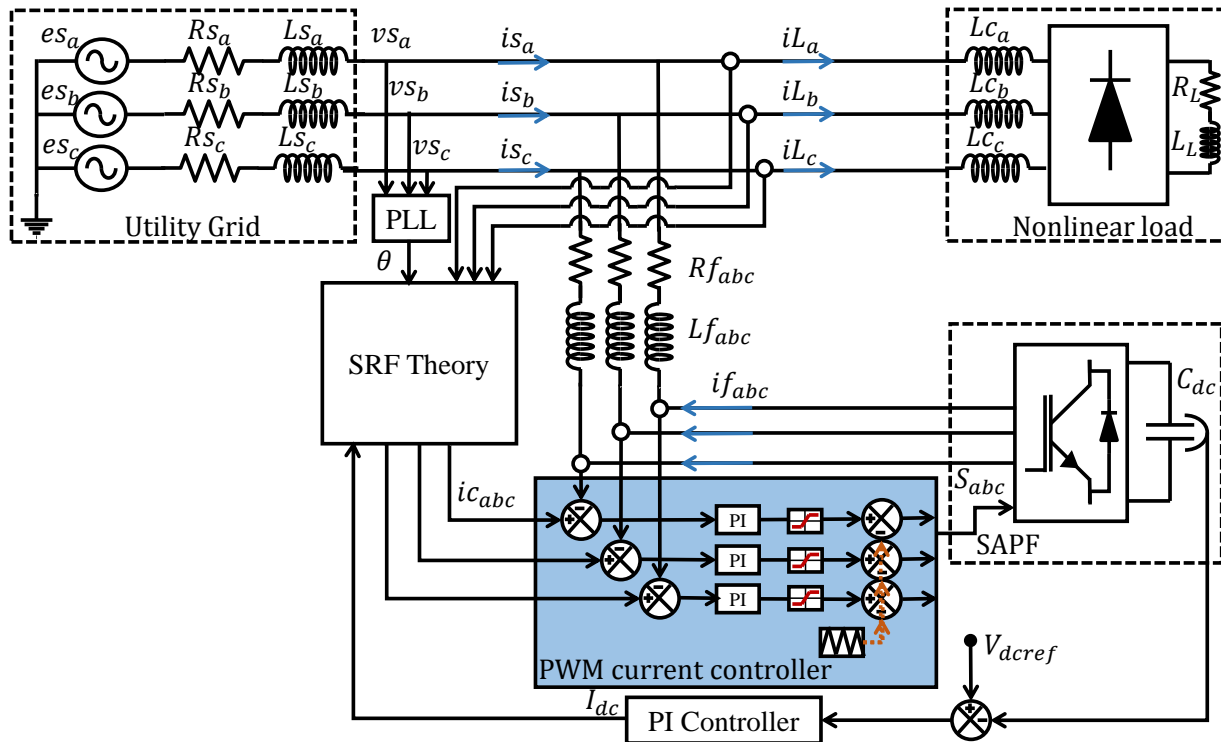 es_a Rs_a Ls_a vs_a is_a iL_a Lc_a
es_b Rs_b Ls_b vs_b is_b iL_b Lc_b R_L
es_c Rs_c Ls_c vs_c is_c iL_c Lc_c L_L
Utility Grid PLL Nonlinear load
θ Rf_abc
SRF Theory Lf_abc
if_abc C_dc
ic_abc S_abc
+ - PI + -
SAPF
+ - PI + -
+ - PI + -
PWM current controller
V_dcref
I_dc PI Controller + -